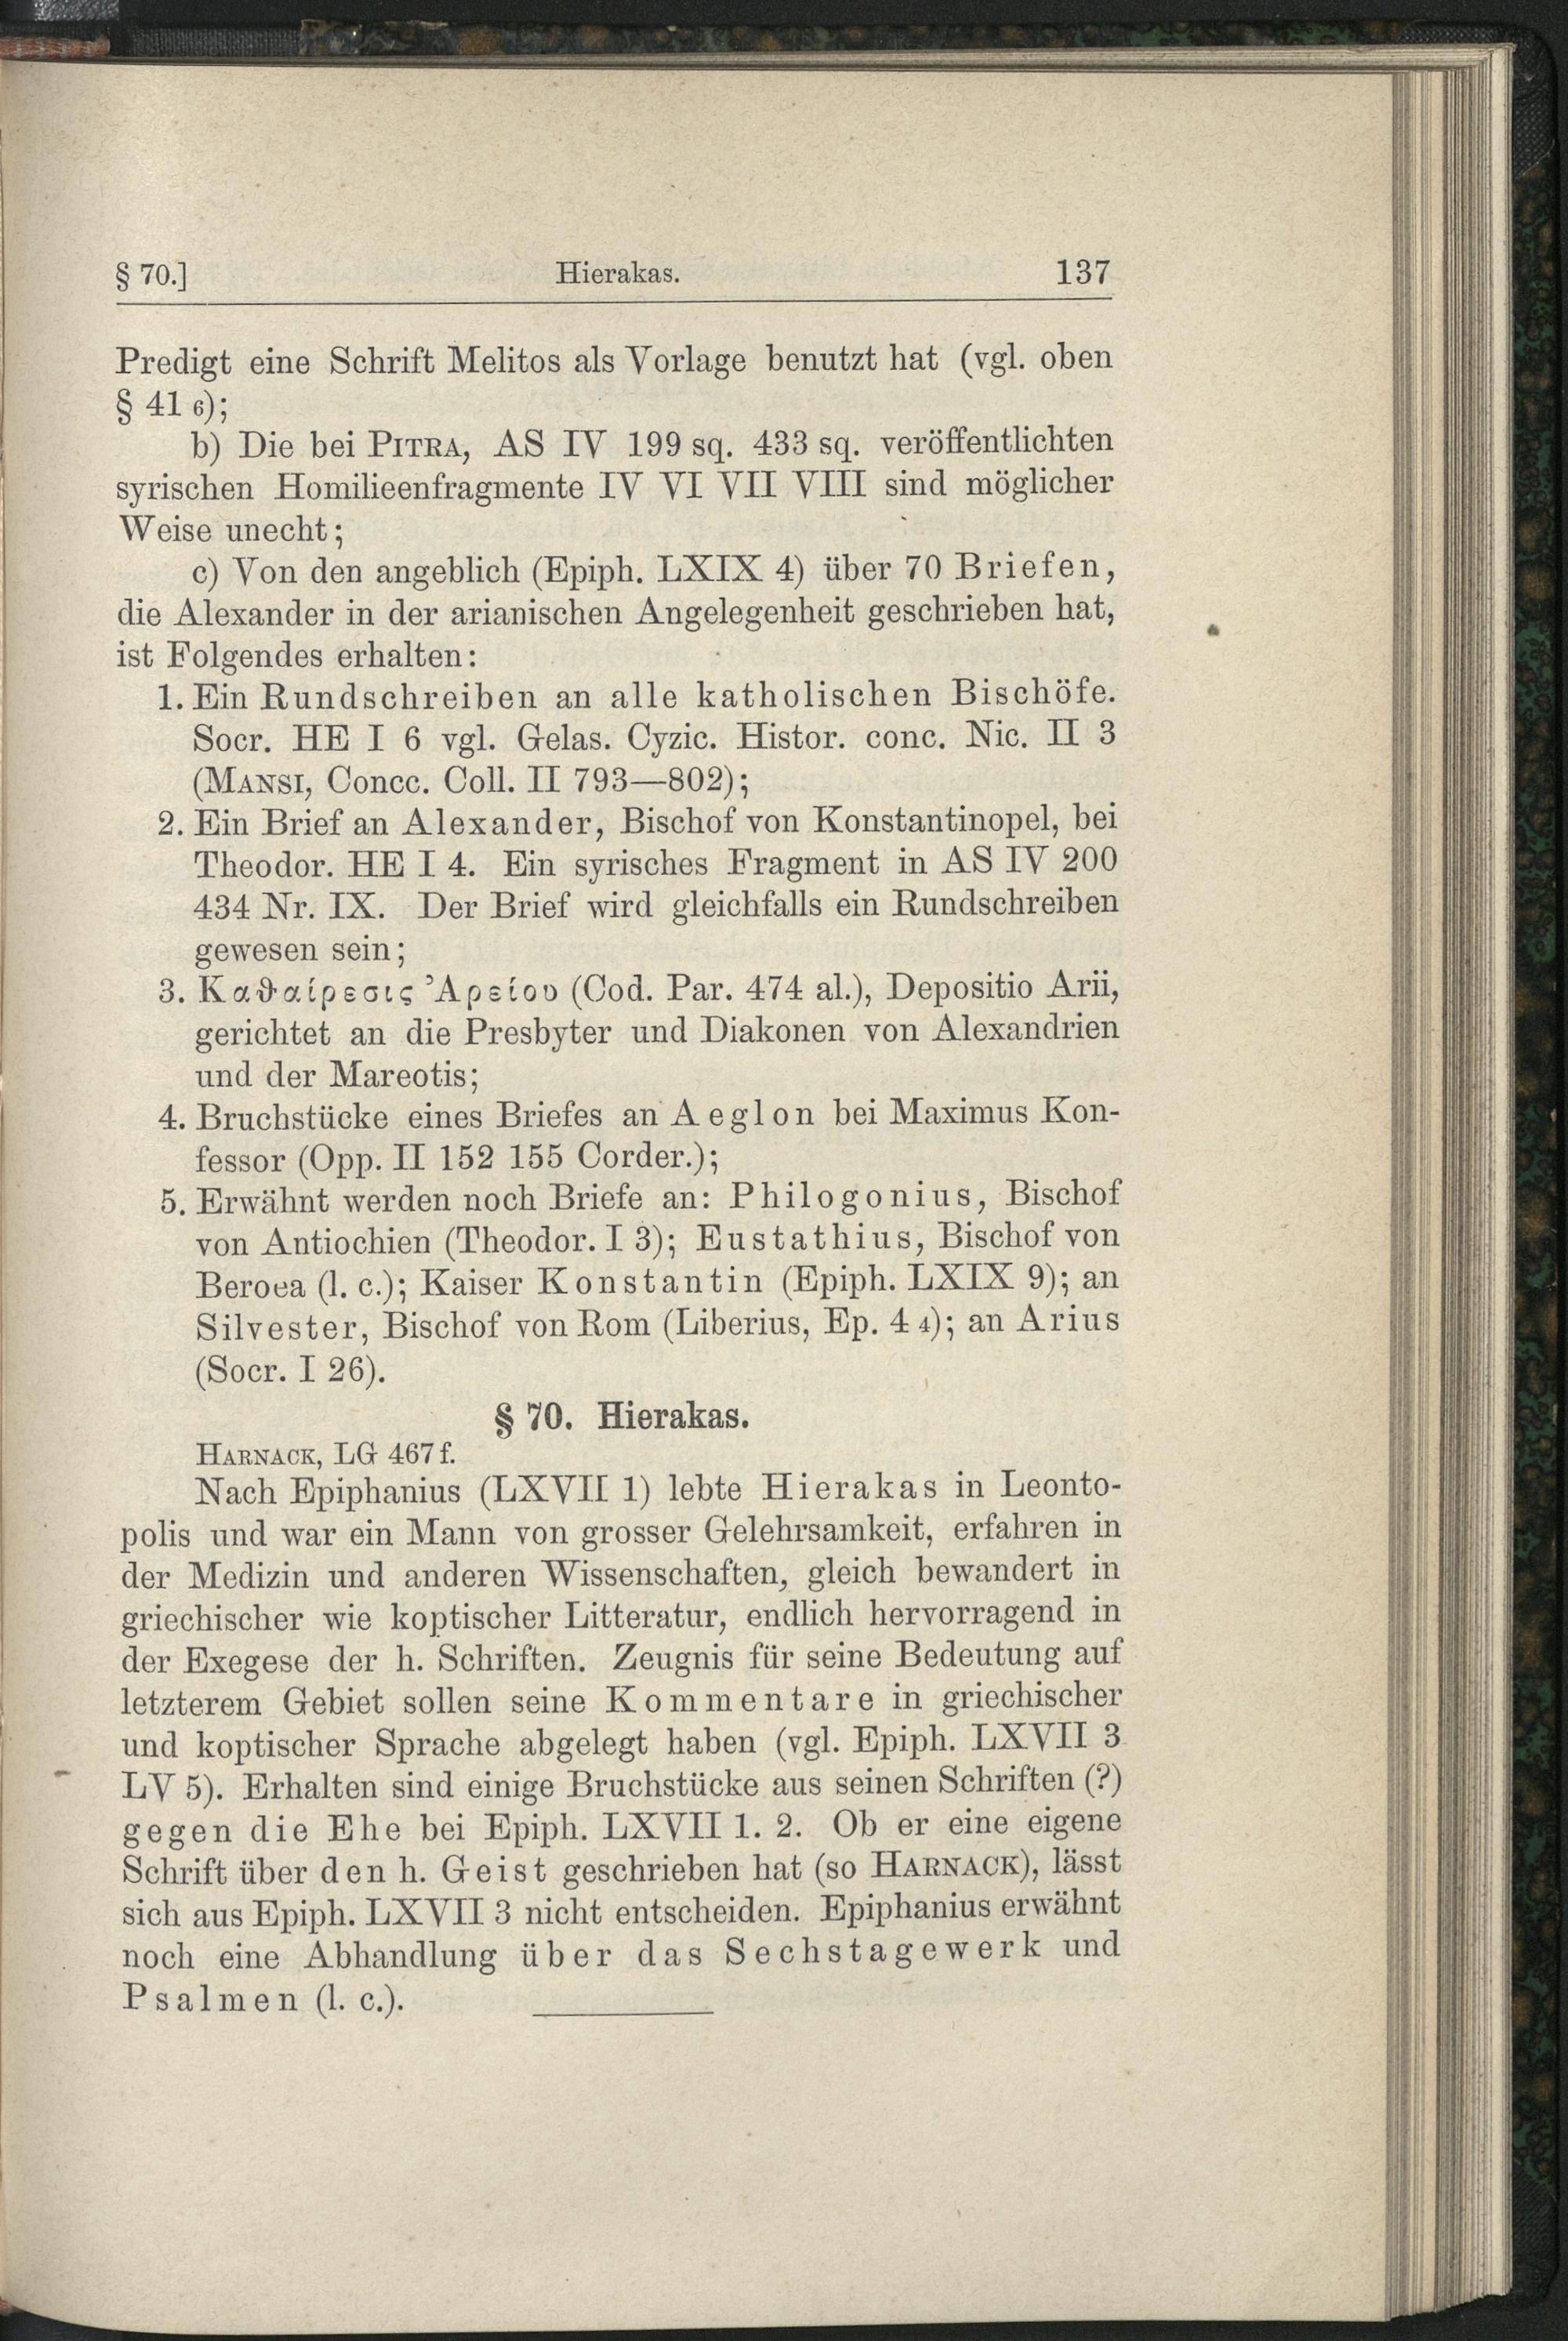 § 70.] Hierakas. 137
Predigt eine Schrift Melitos als Vorlage benutzt hat (vgl. oben
§ 41 6);
b) Die bei PITRA, AS IV 199 sq. 433 sq. veröffentlichten
syrischen Homilieenfragmente IV VI VII VIII sind möglicher
Weise unecht;
c) Von den angeblich (Epiph. LXIX 4) über 70 Briefen,
die Alexander in der arianischen Angelegenheit geschrieben hat,
ist Folgendes erhalten:
1. Ein Rundschreiben an alle katholischen Bischöfe.
Socr. HE I 6 vgl. Gelas. Cyzic. Histor. conc. Nic. II 3
(MANSI, Concc. Coll. II 793—802);
2. Ein Brief an Alexander, Bischof von Konstantinopel, bei
Theodor. HE I 4. Ein syrisches Fragment in AS IV 200
434 Nr. IX. Der Brief wird gleichfalls ein Rundschreiben
gewesen sein;
3. Καθαίρεσις Ἀρείου (Cod. Par. 474 al.), Depositio Arii,
gerichtet an die Presbyter und Diakonen von Alexandrien
und der Mareotis;
4. Bruchstücke eines Briefes an Aeglon bei Maximus Kon-
fessor (Opp. II 152 155 Corder.);
5. Erwähnt werden noch Briefe an: Philogonius, Bischof
von Antiochien (Theodor. I 3); Eustathius, Bischof von
Beroea (l. c.); Kaiser Konstantin (Epiph. LXIX 9); an
Silvester, Bischof von Rom (Liberius, Ep. 4 4); an Arius
(Socr. I 26).
§ 70. Hierakas.
HARNACK, LG 467 f.
Nach Epiphanius (LXVII 1) lebte Hierakas in Leonto-
polis und war ein Mann von grosser Gelehrsamkeit, erfahren in
der Medizin und anderen Wissenschaften, gleich bewandert in
griechischer wie koptischer Litteratur, endlich hervorragend in
der Exegese der h. Schriften. Zeugnis für seine Bedeutung auf
letzterem Gebiet sollen seine Kommentare in griechischer
und koptischer Sprache abgelegt haben (vgl. Epiph. LXVII 3
LV 5). Erhalten sind einige Bruchstücke aus seinen Schriften (?)
gegen die Ehe bei Epiph. LXVII 1. 2. Ob er eine eigene
Schrift über den h. Geist geschrieben hat (so HARNACK), lässt
sich aus Epiph. LXVII 3 nicht entscheiden. Epiphanius erwähnt
noch eine Abhandlung über das Sechstagewerk und
Psalmen (l. c.).